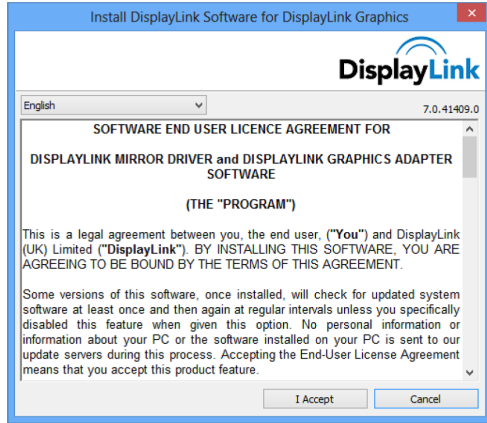 Install DisplayLink Software for DisplayLink Graphics
DisplayLink
English
7.0.41409.0
SOFTWARE END USER LICENCE AGREEMENT FOR
DISPLAYLINK MIRROR DRIVER and DISPLAYLINK GRAPHICS ADAPTER
SOFTWARE
(THE "PROGRAM")
This is a legal agreement between you, the end user, ("You") and DisplayLink
(UK) Limited ("DisplayLink"). BY INSTALLING THIS SOFTWARE, YOU ARE
AGREEING TO BE BOUND BY THE TERMS OF THIS AGREEMENT.
Some versions of this software, once installed, will check for updated system
software at least once and then again at regular intervals unless you specifically
disabled this feature when given this option. No personal information or
information about your PC or the software installed on your PC is sent to our
update servers during this process. Accepting the End-User License Agreement
means that you accept this product feature.
I Accept
Cancel